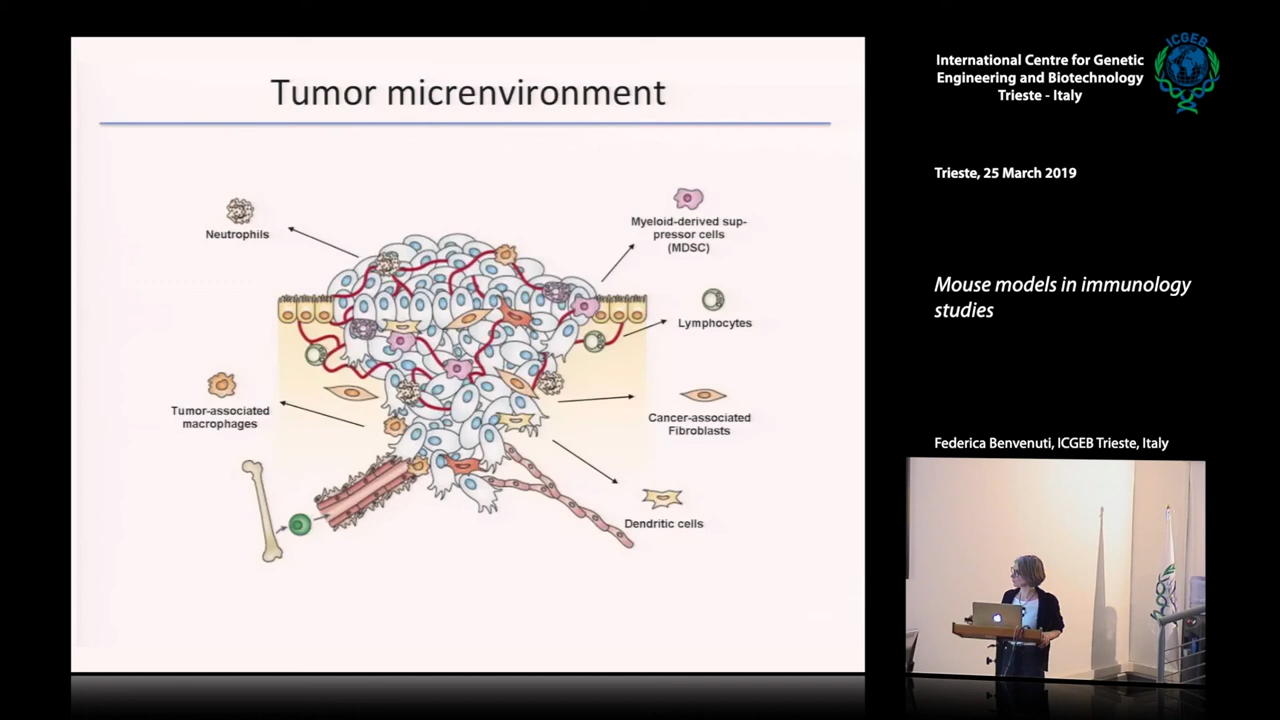 Tumor micrenvironment
Neutrophils
Myeloid-derived sup-
pressor cells
(MDSC)
Lymphocytes
Tumor-associated
macrophages
Cancer-associated
Fibroblasts
Dendritic cells
International Centre for Genetic
Engineering and Biotechnology
Trieste - Italy
ICGEB
Trieste, 25 March 2019
Mouse models in immunology
studies
Federica Benvenuti, ICGEB Trieste, Italy